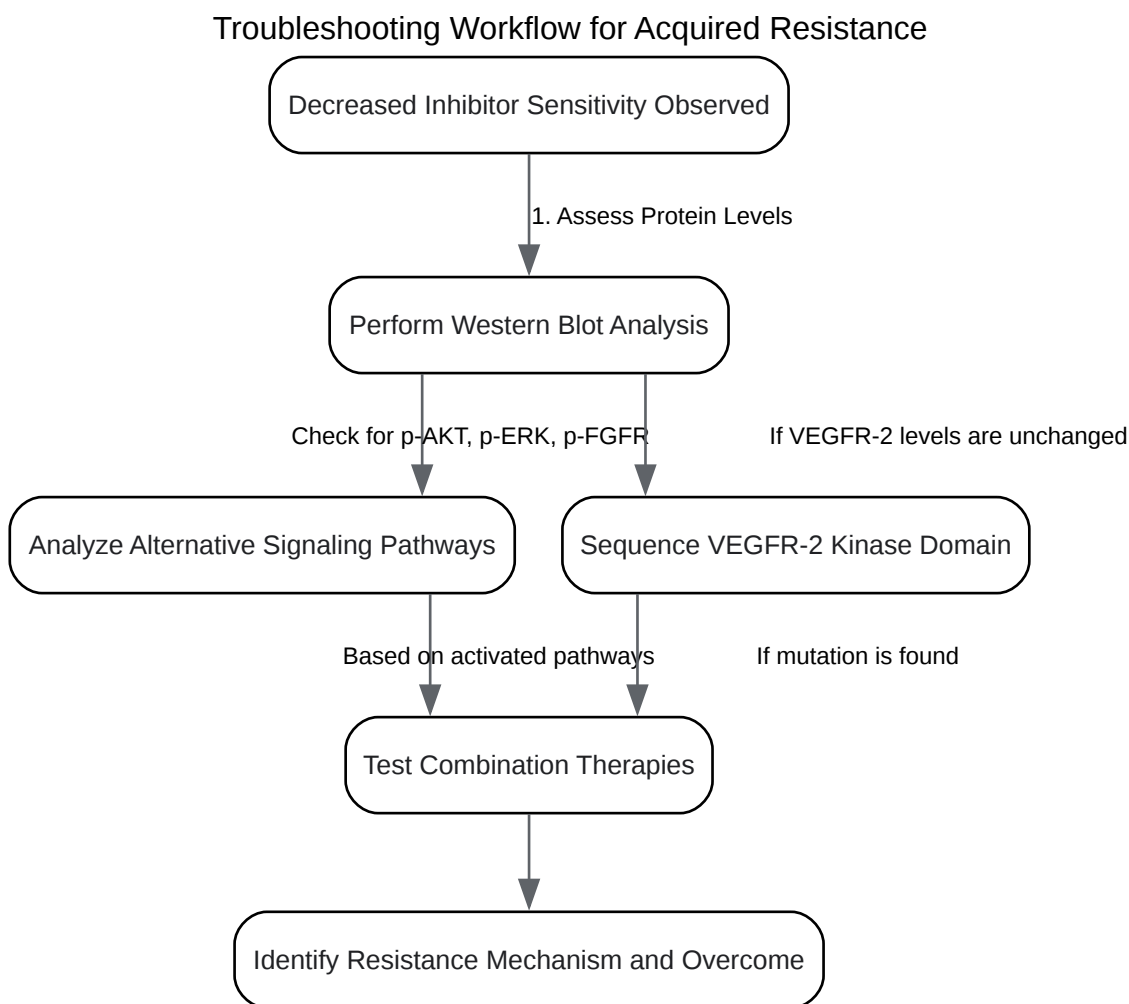 Troubleshooting Workflow for Acquired Resistance
Decreased Inhibitor Sensitivity Observed
1. Assess Protein Levels
Perform Western Blot Analysis
Check for p-AKT, p-ERK, p-FGFR
If VEGFR-2 levels are unchanged
Analyze Alternative Signaling Pathways
Sequence VEGFR-2 Kinase Domain
Based on activated pathways
If mutation is found
Test Combination Therapies
Identify Resistance Mechanism and Overcome